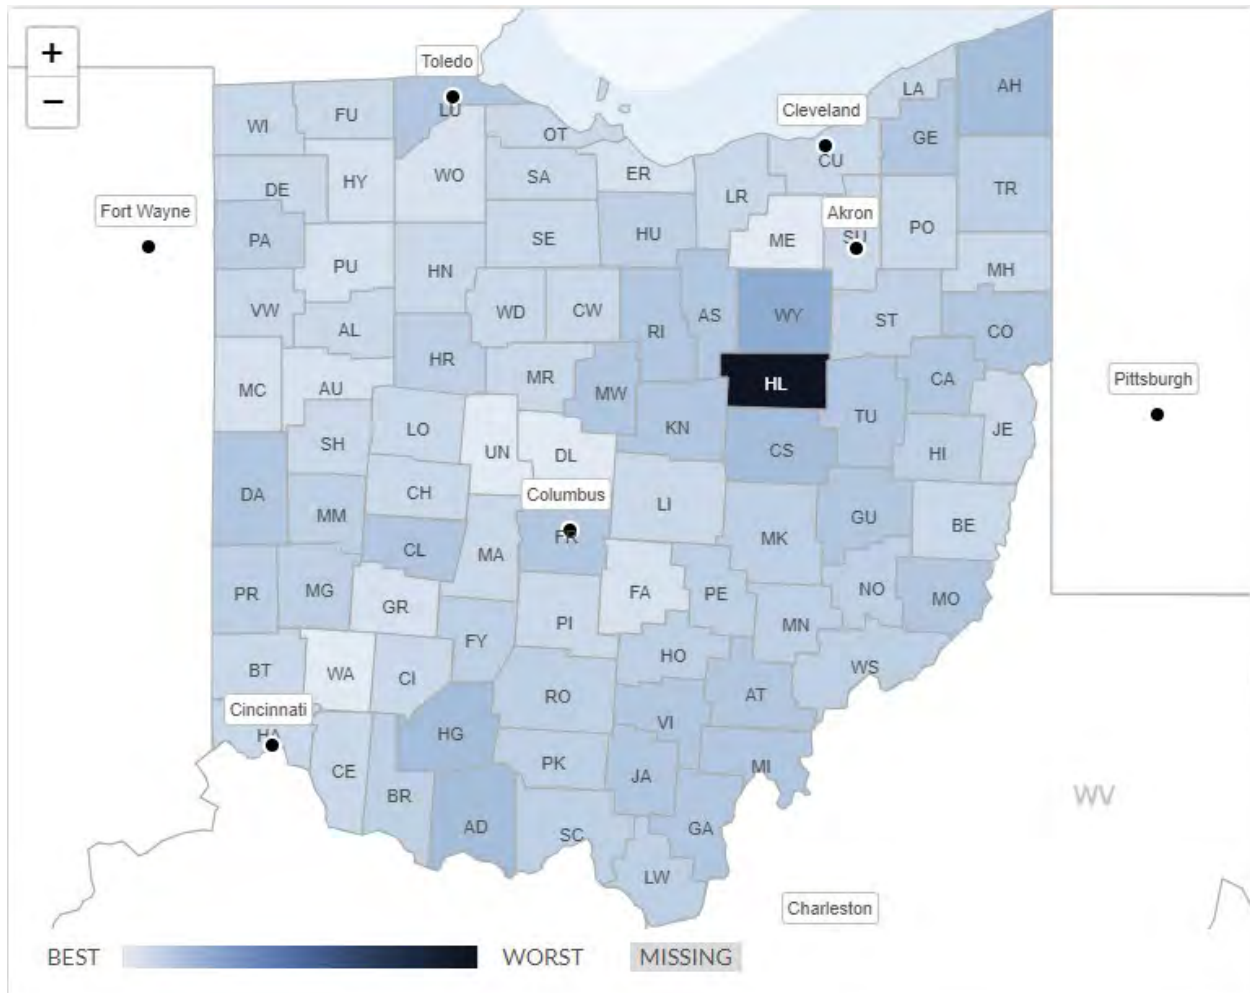 +
−
Toledo
Cleveland
Akron
Fort Wayne
Pittsburgh
Columbus
Cincinnati
Charleston
WV
WI
FU
LU
OT
LA
AH
GE
CU
DE
HY
WO
SA
ER
LR
TR
PA
PU
HN
SE
HU
ME
SU
PO
MH
VW
AL
HR
WD
CW
RI
AS
WY
ST
CO
MC
AU
MR
MW
HL
CA
JE
SH
LO
UN
DL
KN
CS
TU
HI
DA
MM
CH
LI
MK
GU
BE
CL
MA
FR
FA
PE
NO
MO
PR
MG
GR
PI
MN
FY
HO
WS
BT
WA
CI
RO
AT
HA
HG
VI
CE
BR
PK
JA
MI
AD
SC
GA
LW
BEST
WORST
MISSING